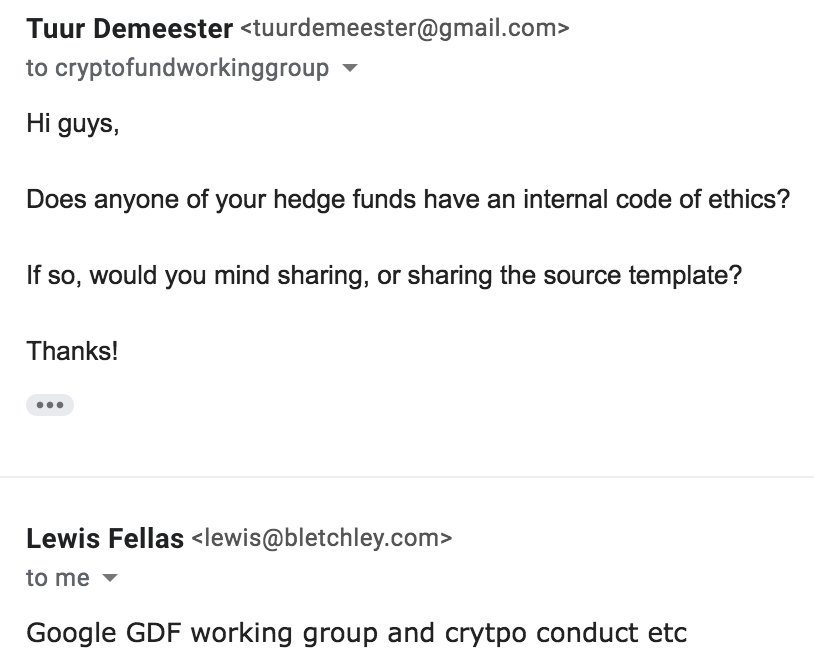 Tuur Demeester <tuurdemeester@gmail.com>
to cryptofundworkinggroup
Hi guys,
Does anyone of your hedge funds have an internal code of ethics?
If so, would you mind sharing, or sharing the source template?
Thanks!
Lewis Fellas <lewis@bletchley.com>
to me
Google GDF working group and crytpo conduct etc